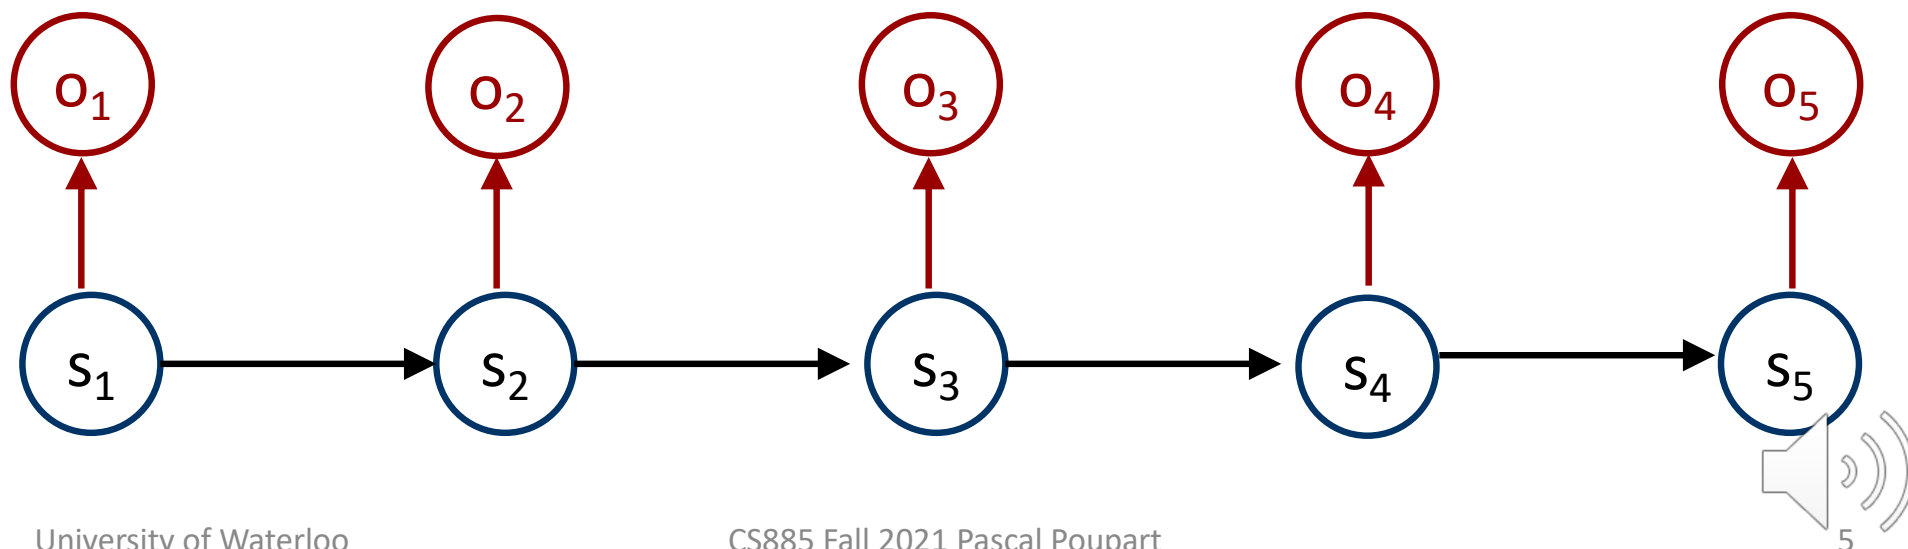 o₁ o₂ o₃ o₄ o₅
s₁ s₂ s₃ s₄ s₅
University of Waterloo CS885 Fall 2021 Pascal Poupart 5